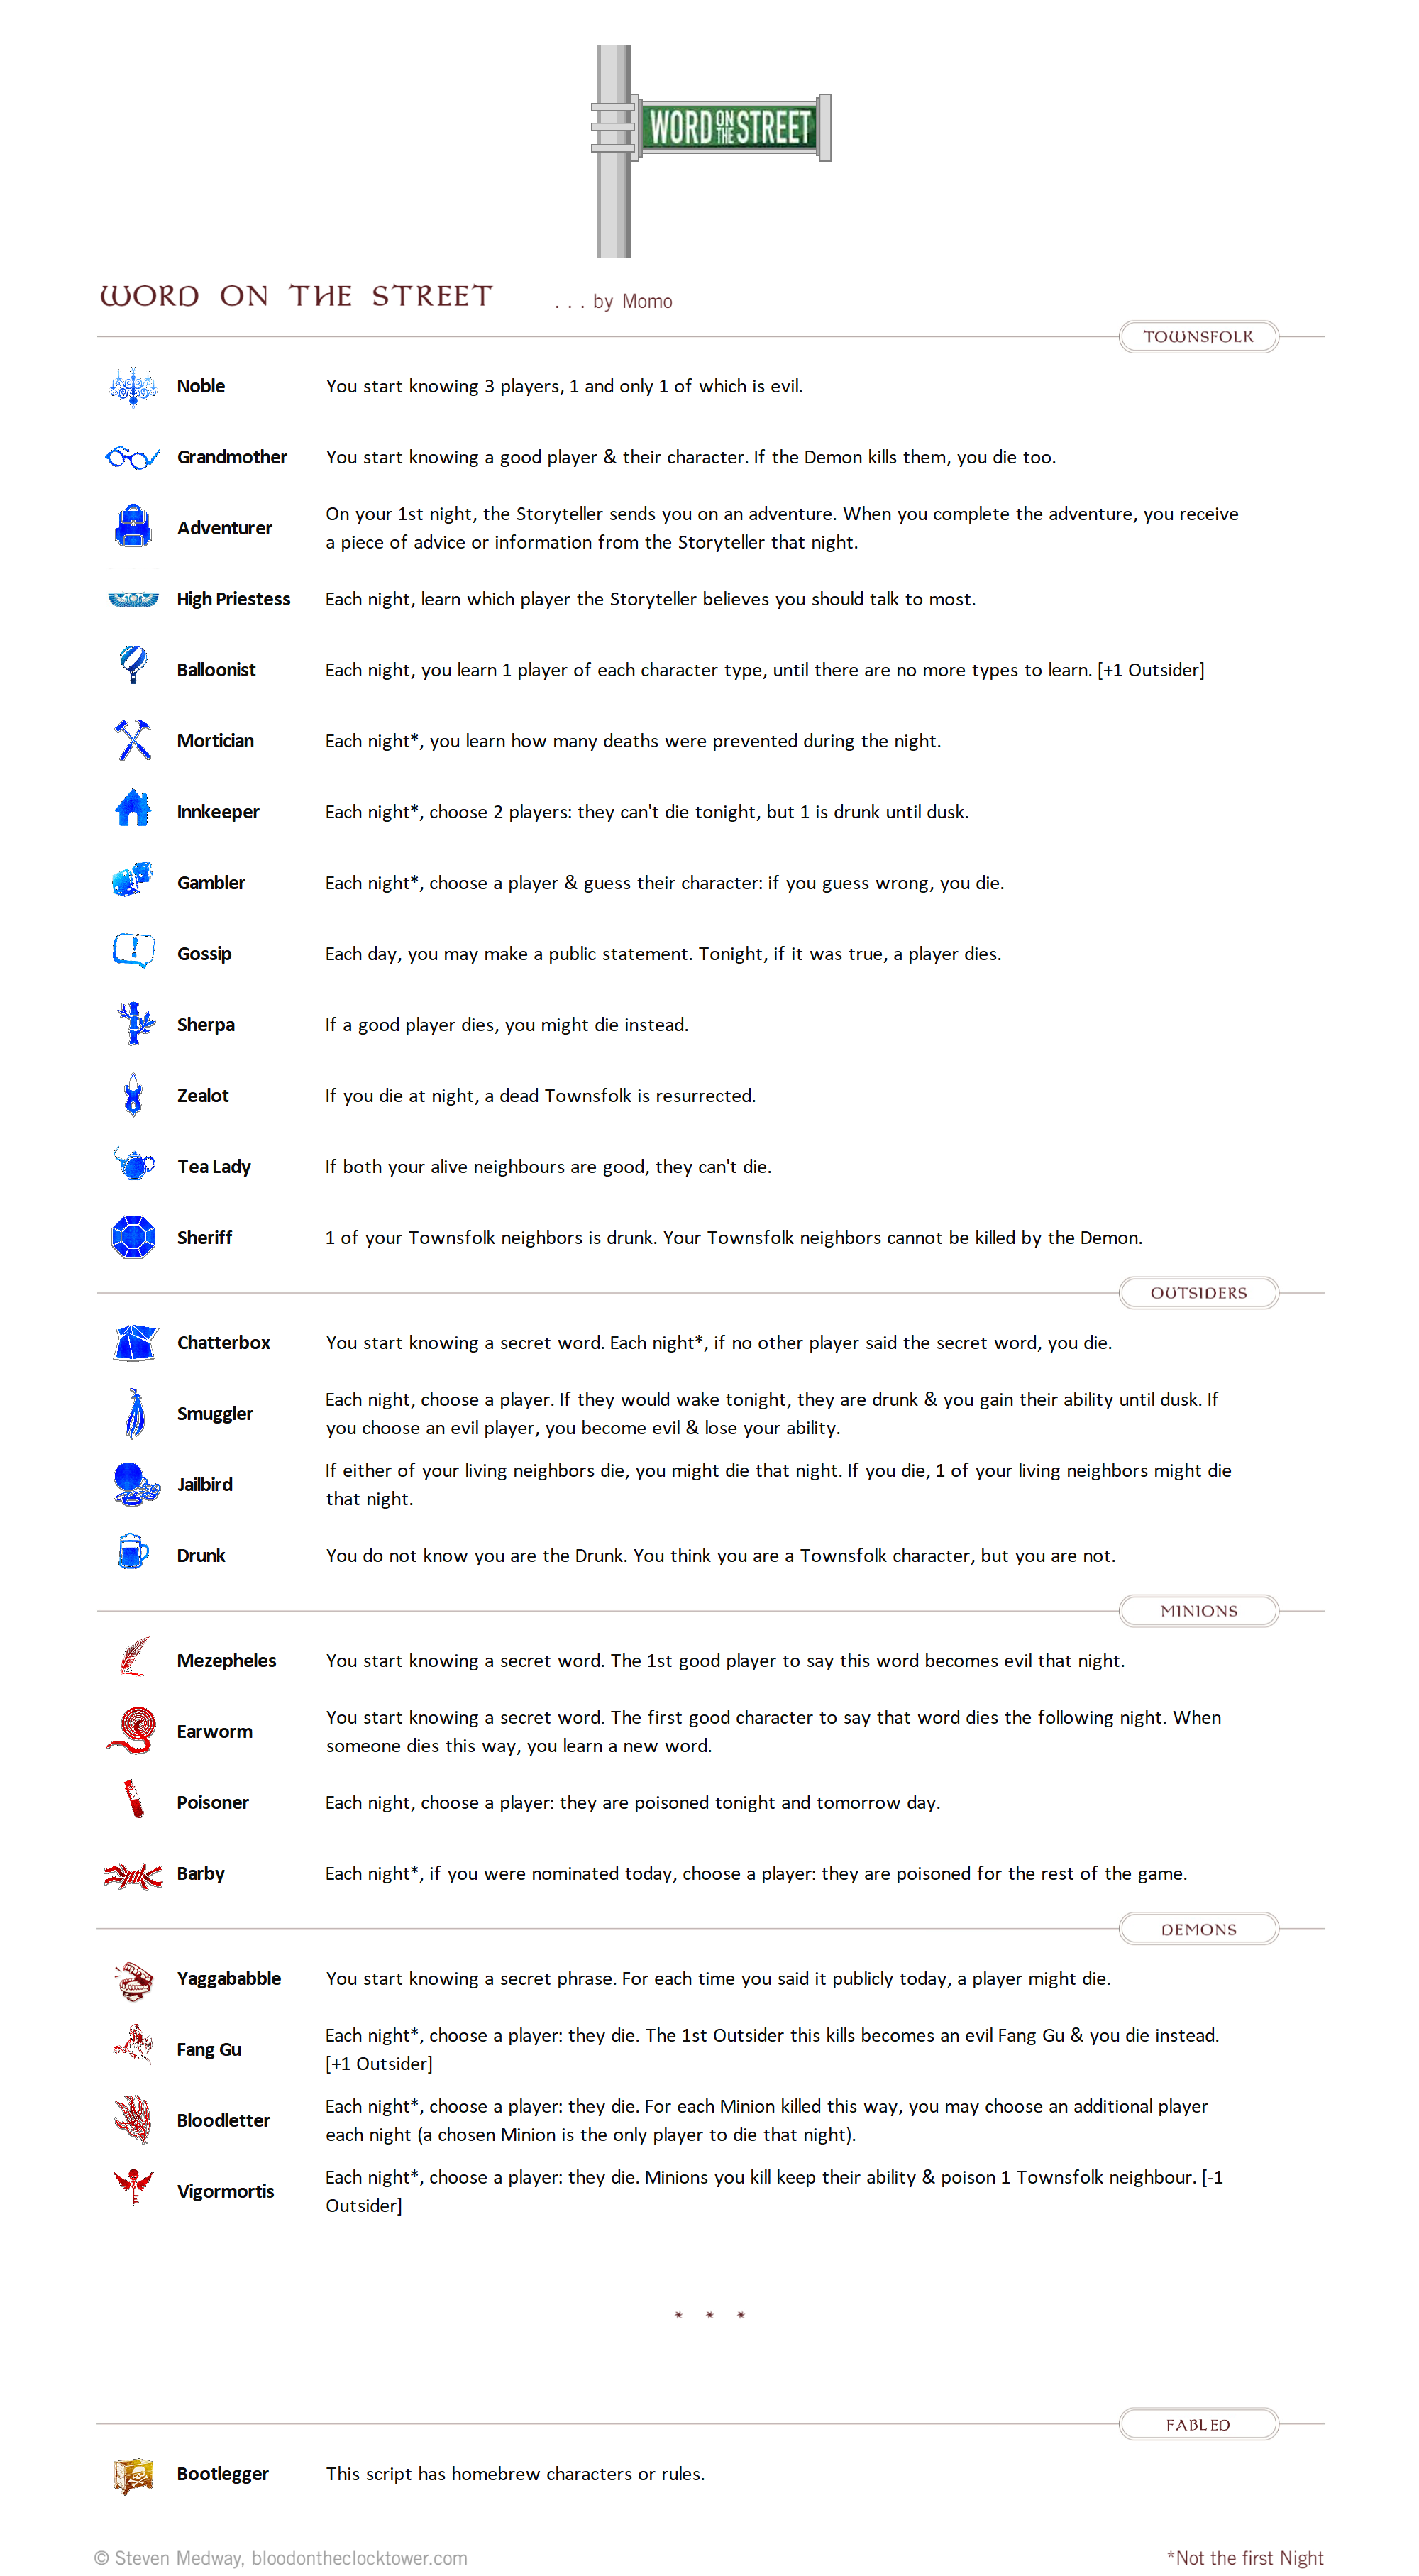 WORD ON THE STREET
WORD ON THE STREET . . . by Momo
TOWNSFOLK
Noble You start knowing 3 players, 1 and only 1 of which is evil.
Grandmother You start knowing a good player & their character. If the Demon kills them, you die too.
Adventurer On your 1st night, the Storyteller sends you on an adventure. When you complete the adventure, you receive
a piece of advice or information from the Storyteller that night.
High Priestess Each night, learn which player the Storyteller believes you should talk to most.
Balloonist Each night, you learn 1 player of each character type, until there are no more types to learn. [+1 Outsider]
Mortician Each night*, you learn how many deaths were prevented during the night.
Innkeeper Each night*, choose 2 players: they can't die tonight, but 1 is drunk until dusk.
Gambler Each night*, choose a player & guess their character: if you guess wrong, you die.
Gossip Each day, you may make a public statement. Tonight, if it was true, a player dies.
Sherpa If a good player dies, you might die instead.
Zealot If you die at night, a dead Townsfolk is resurrected.
Tea Lady If both your alive neighbours are good, they can't die.
Sheriff 1 of your Townsfolk neighbors is drunk. Your Townsfolk neighbors cannot be killed by the Demon.
OUTSIDERS
Chatterbox You start knowing a secret word. Each night*, if no other player said the secret word, you die.
Smuggler Each night, choose a player. If they would wake tonight, they are drunk & you gain their ability until dusk. If
you choose an evil player, you become evil & lose your ability.
Jailbird If either of your living neighbors die, you might die that night. If you die, 1 of your living neighbors might die
that night.
Drunk You do not know you are the Drunk. You think you are a Townsfolk character, but you are not.
MINIONS
Mezepheles You start knowing a secret word. The 1st good player to say this word becomes evil that night.
Earworm You start knowing a secret word. The first good character to say that word dies the following night. When
someone dies this way, you learn a new word.
Poisoner Each night, choose a player: they are poisoned tonight and tomorrow day.
Barby Each night*, if you were nominated today, choose a player: they are poisoned for the rest of the game.
DEMONS
Yaggababble You start knowing a secret phrase. For each time you said it publicly today, a player might die.
Fang Gu Each night*, choose a player: they die. The 1st Outsider this kills becomes an evil Fang Gu & you die instead.
[+1 Outsider]
Bloodletter Each night*, choose a player: they die. For each Minion killed this way, you may choose an additional player
each night (a chosen Minion is the only player to die that night).
Vigormortis Each night*, choose a player: they die. Minions you kill keep their ability & poison 1 Townsfolk neighbour. [-1
Outsider]
* * *
FABLED
Bootlegger This script has homebrew characters or rules.
© Steven Medway, bloodontheclocktower.com *Not the first Night